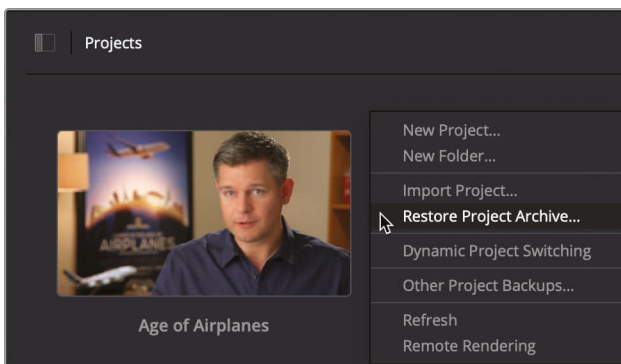 Projects
New Project...
New Folder...
Import Project...
Restore Project Archive...
Dynamic Project Switching
Other Project Backups...
Refresh
Remote Rendering
AIRPLANES
Age of Airplanes